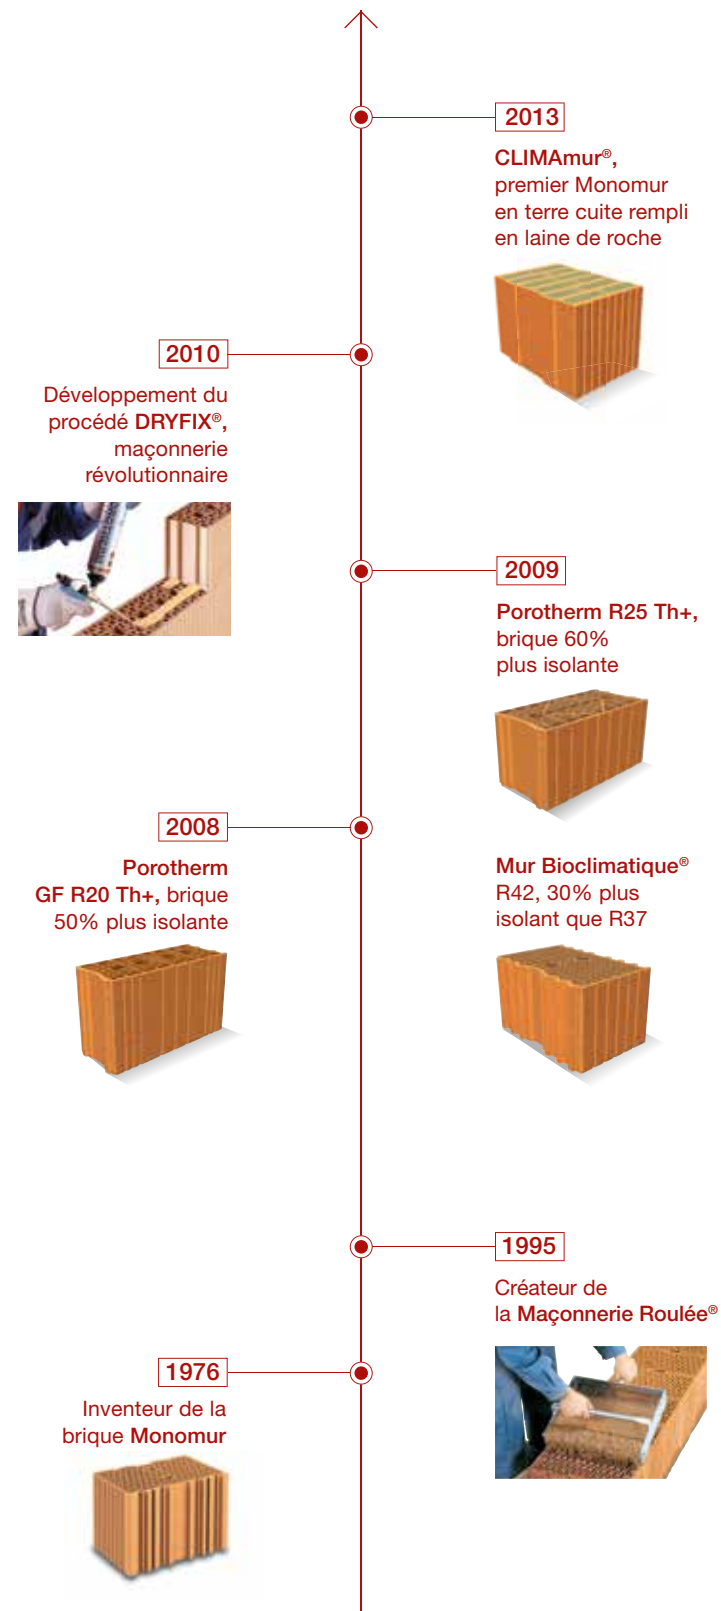 2013
CLIMAmur®,
premier Monomur
en terre cuite rempli
en laine de roche
2010
Développement du
procédé DRYFIX®,
maçonnerie
révolutionnaire
2009
Porotherm R25 Th+,
brique 60%
plus isolante
2008
Porotherm
GF R20 Th+, brique
50% plus isolante
Mur Bioclimatique®
R42, 30% plus
isolant que R37
1995
Créateur de
la Maçonnerie Roulée®
1976
Inventeur de la
brique Monomur